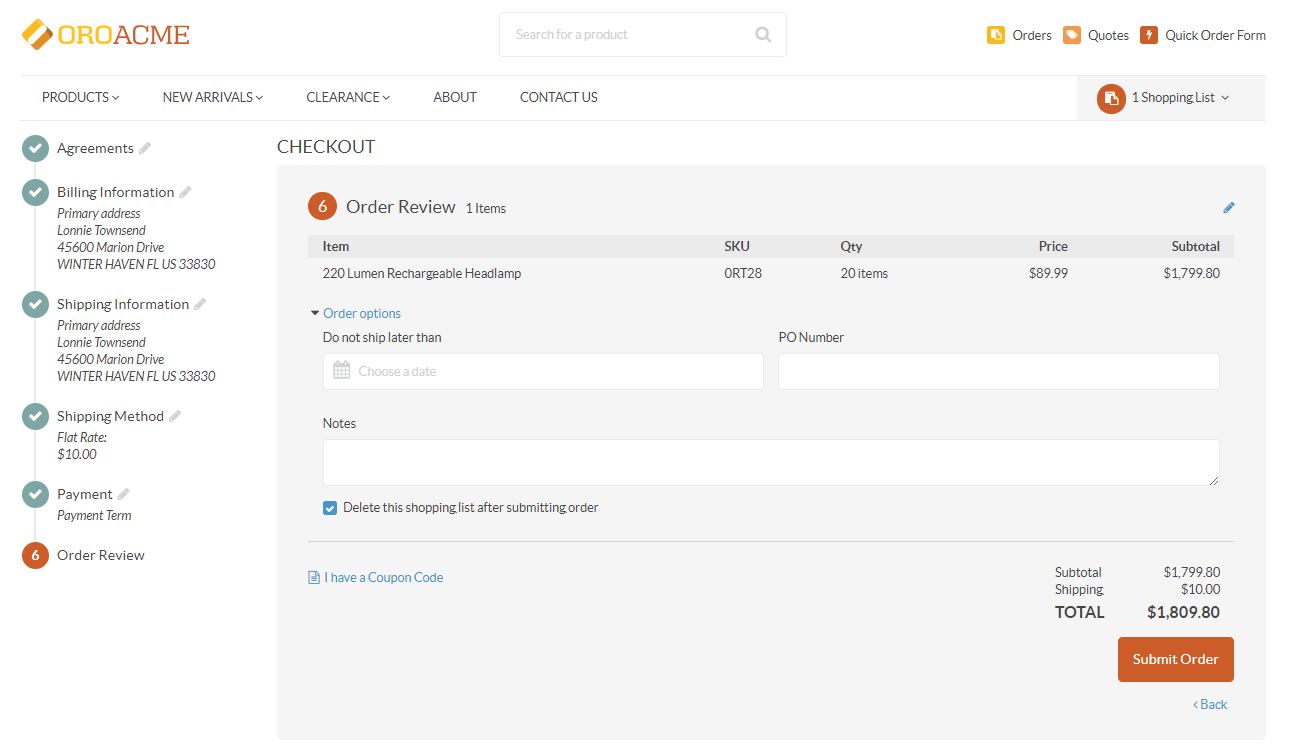 OROACME
Search for a product
Orders
Quotes
Quick Order Form
PRODUCTS
NEW ARRIVALS
CLEARANCE
ABOUT
CONTACT US
1 Shopping List
Agreements
Billing Information
Primary address
Lonnie Townsend
45600 Marion Drive
WINTER HAVEN FL US 33830
Shipping Information
Primary address
Lonnie Townsend
45600 Marion Drive
WINTER HAVEN FL US 33830
Shipping Method
Flat Rate:
$10.00
Payment
Payment Term
6 Order Review
CHECKOUT
6 Order Review 1 Items
Item SKU Qty Price Subtotal
220 Lumen Rechargeable Headlamp 0RT28 20 items $89.99 $1,799.80
Order options
Do not ship later than
Choose a date
PO Number
Notes
Delete this shopping list after submitting order
I have a Coupon Code
Subtotal $1,799.80
Shipping $10.00
TOTAL $1,809.80
Submit Order
Back